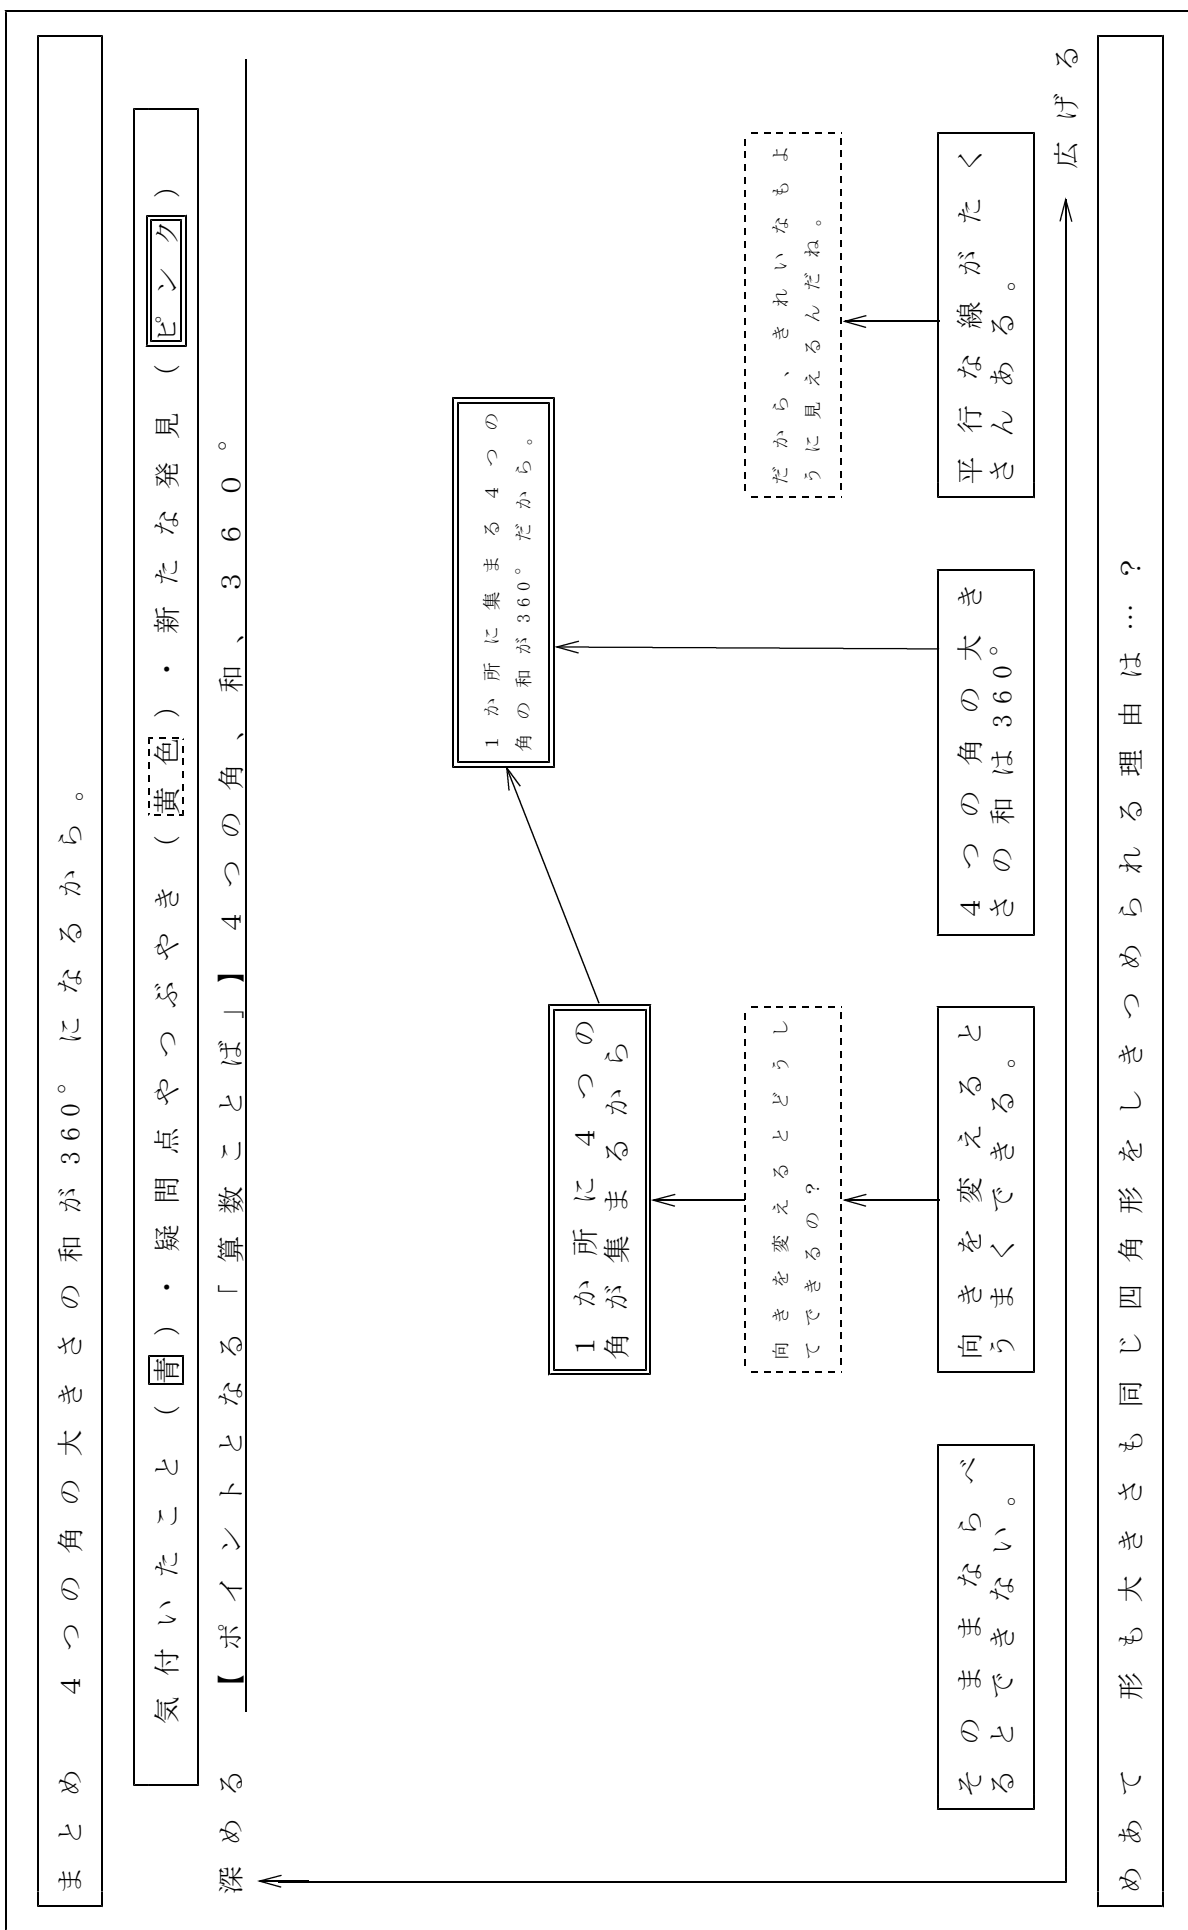 まとめ　４つの角の大きさの和が360°になるから。
気付いたこと（青）・疑問点やつぶやき（黄色）・新たな発見（ピンク）
深める　【ポイントとなる「算数ことば」】４つの角、和、３６０°
１か所に集まる４つの
角の和が360°だから。
１か所に４つの
角が集まるから
向きを変えるとどうし
てできるの？
だから、きれいなもよ
うに見えるんだね。
そのままならべ
るとできない。
向きを変えると
うまくできる。
４つの角の大き
さの和は360°
平行な線がたく
さんある。
広げる
めあて　形も大きさも同じ四角形をしきつめられる理由は…？